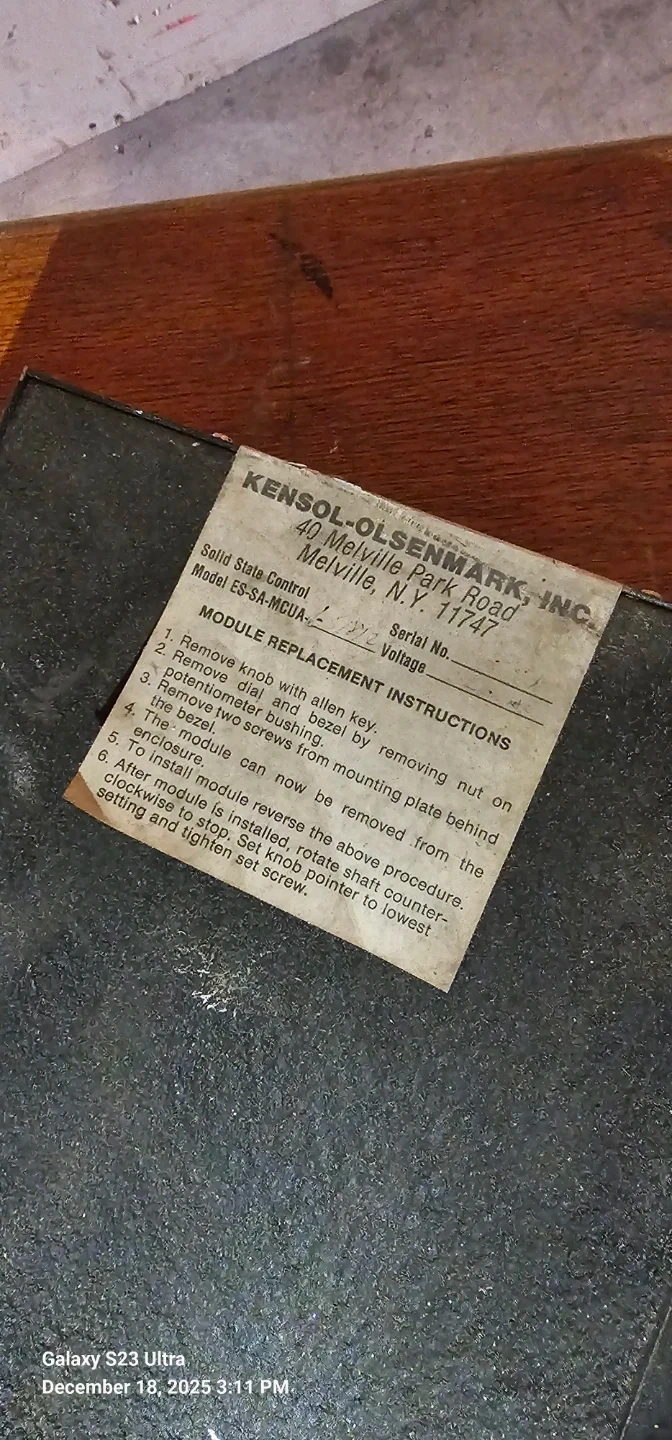 KENSOL-OLSENMARK, INC.
40 Melville Park Road
Melville, N.Y. 11747
Solid State Control
Serial No.
Model ES-SA-MCUA-
Voltage
MODULE REPLACEMENT INSTRUCTIONS
1. Remove knob with allen key.
2. Remove dial and bezel by removing nut on
potentiometer bushing.
3. Remove two screws from mounting plate behind
the bezel.
4. The module can now be removed from the
enclosure.
5. To install module reverse the above procedure.
6. After module is installed, rotate shaft counter-
clockwise to stop. Set knob pointer to lowest
setting and tighten set screw.
Galaxy S23 Ultra
December 18, 2025 3:11 PM